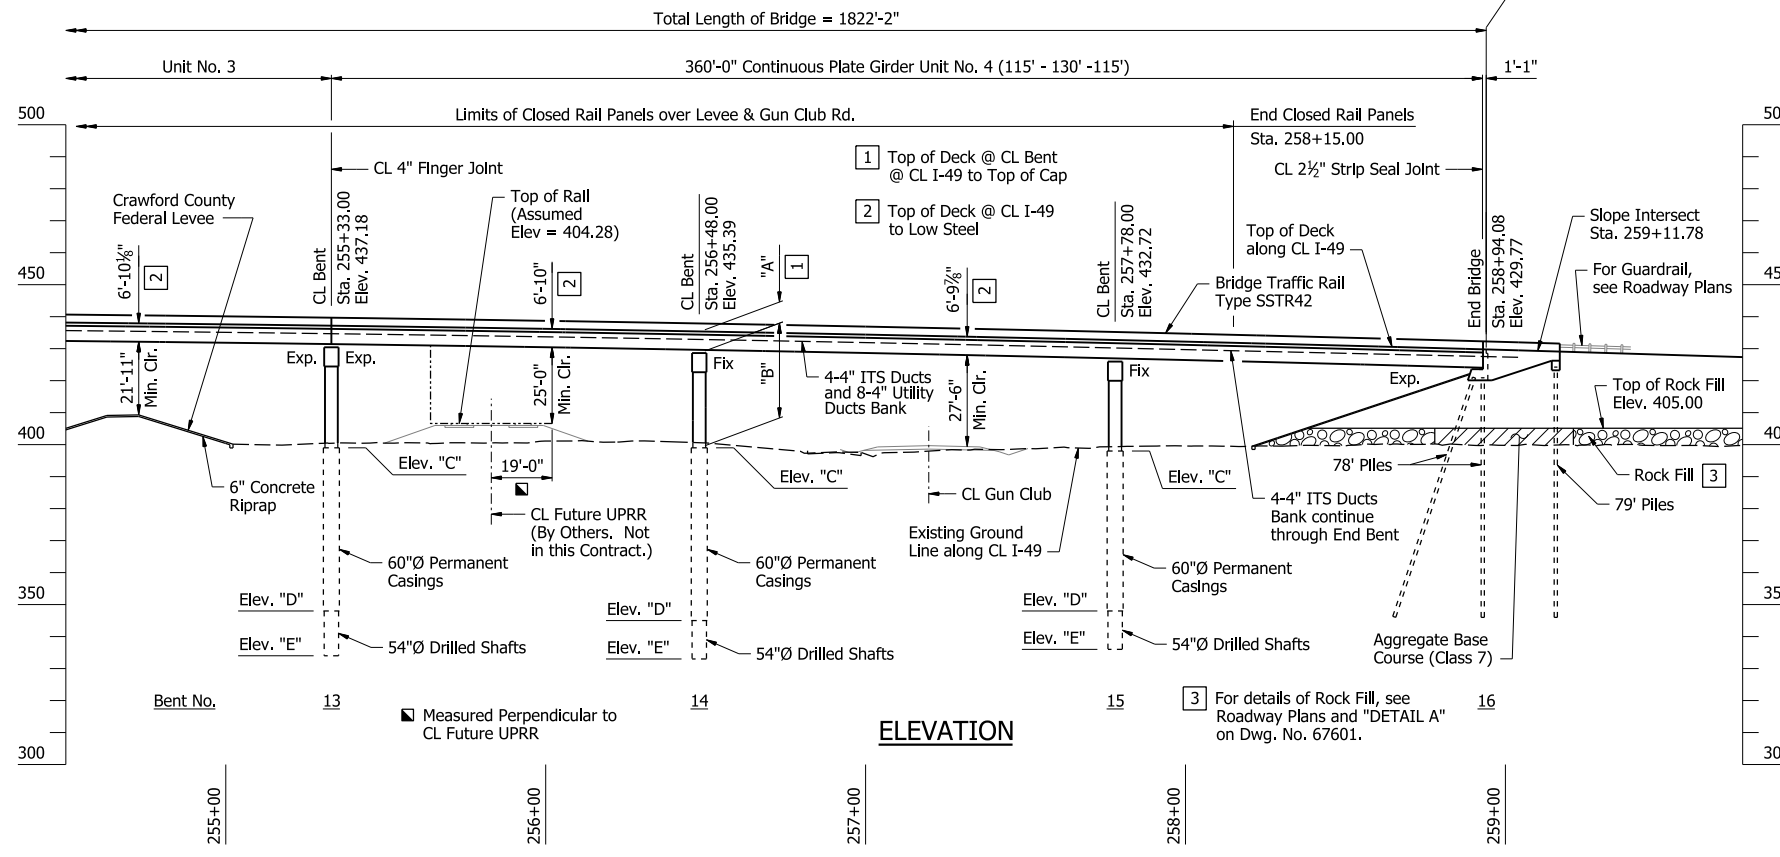 Total Length of Bridge = 1822'-2"
Unit No. 3
360'-0" Continuous Plate Girder Unit No. 4 (115' - 130' -115')
1'-1"
Limits of Closed Rail Panels over Levee & Gun Club Rd.
End Closed Rail Panels
Sta. 258+15.00
500
450
400
350
300
50
45
40
35
30
CL 4" Finger Joint
1 Top of Deck @ CL Bent
@ CL I-49 to Top of Cap
2 Top of Deck @ CL I-49
to Low Steel
CL 2½" Strip Seal Joint
Crawford County
Federal Levee
Top of Rail
(Assumed
Elev = 404.28)
CL Bent
Sta. 255+33.00
Elev. 437.18
CL Bent
Sta. 256+48.00
Elev. 435.39
CL Bent
Sta. 257+78.00
Elev. 432.72
End Bridge
Sta. 258+94.08
Elev. 429.77
Top of Deck
along CL I-49
Slope Intersect
Sta. 259+11.78
For Guardrail,
see Roadway Plans
Bridge Traffic Rail
Type SSTR42
6'-10⅛"
2
6'-10"
2
"A"
1
6'-9⅞"
2
21'-11"
Min. Clr.
Exp.
Exp.
25'-0"
Min. Clr.
Fix
"B"
4-4" ITS Ducts
and 8-4" Utility
Ducts Bank
27'-6"
Min. Clr.
Fix
Exp.
Top of Rock Fill
Elev. 405.00
6" Concrete
Riprap
Elev. "C"
19'-0"
CL Future UPRR
(By Others. Not
in this Contract.)
Elev. "C"
CL Gun Club
Existing Ground
Line along CL I-49
Elev. "C"
4-4" ITS Ducts
Bank continue
through End Bent
78' Piles
Rock Fill 3
79' Piles
60"Ø Permanent
Casings
60"Ø Permanent
Casings
60"Ø Permanent
Casings
Elev. "D"
Elev. "E"
54"Ø Drilled Shafts
Elev. "D"
Elev. "E"
54"Ø Drilled Shafts
Elev. "D"
Elev. "E"
54"Ø Drilled Shafts
Aggregate Base
Course (Class 7)
Bent No.
13
14
15
16
Measured Perpendicular to
CL Future UPRR
ELEVATION
3 For details of Rock Fill, see
Roadway Plans and "DETAIL A"
on Dwg. No. 67601.
255+00
256+00
257+00
258+00
259+00